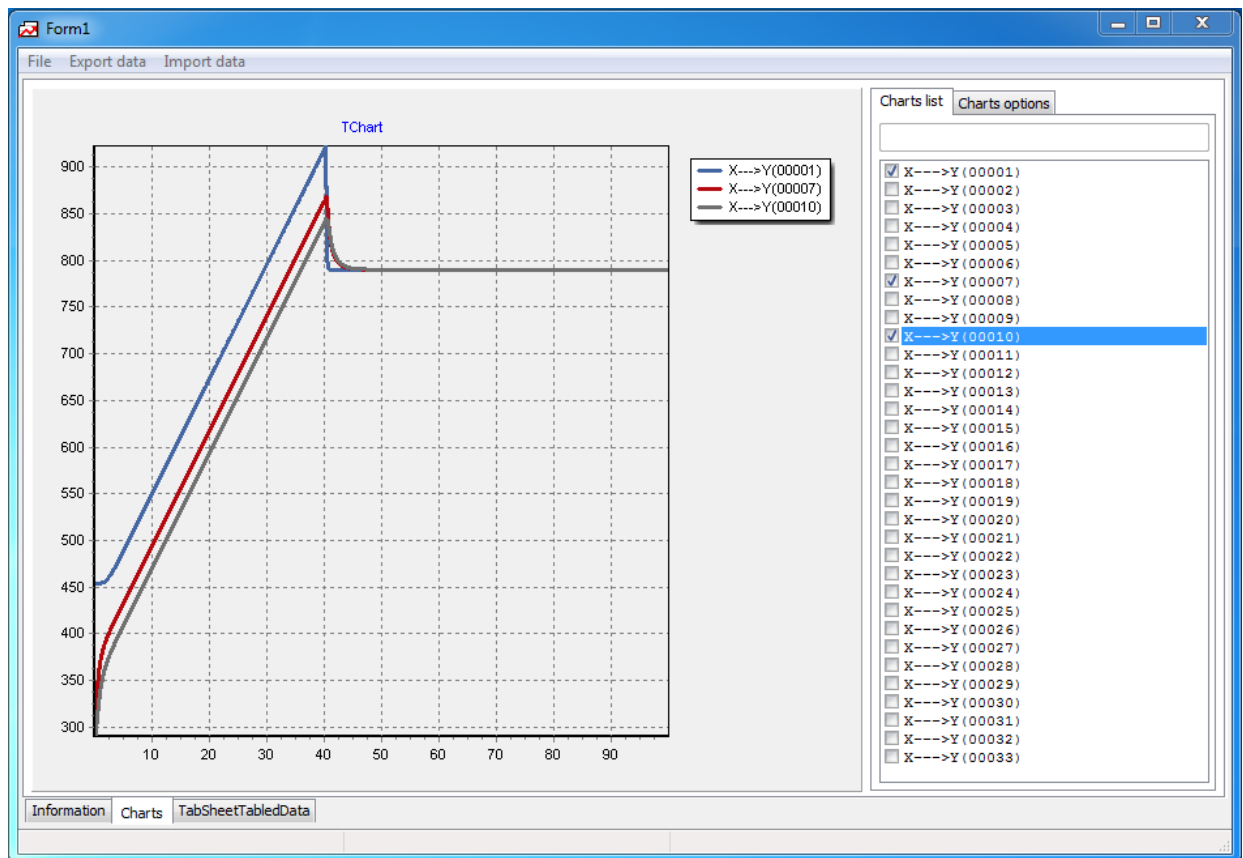 Form1
File Export data Import data
TChart
900
850
800
750
700
650
600
550
500
450
400
350
300
10 20 30 40 50 60 70 80 90
X--->Y(00001)
X--->Y(00007)
X--->Y(00010)
Charts list Charts options
X--->Y(00001)
X--->Y(00002)
X--->Y(00003)
X--->Y(00004)
X--->Y(00005)
X--->Y(00006)
X--->Y(00007)
X--->Y(00008)
X--->Y(00009)
X--->Y(00010)
X--->Y(00011)
X--->Y(00012)
X--->Y(00013)
X--->Y(00014)
X--->Y(00015)
X--->Y(00016)
X--->Y(00017)
X--->Y(00018)
X--->Y(00019)
X--->Y(00020)
X--->Y(00021)
X--->Y(00022)
X--->Y(00023)
X--->Y(00024)
X--->Y(00025)
X--->Y(00026)
X--->Y(00027)
X--->Y(00028)
X--->Y(00029)
X--->Y(00030)
X--->Y(00031)
X--->Y(00032)
X--->Y(00033)
Information Charts TabSheetTabledData